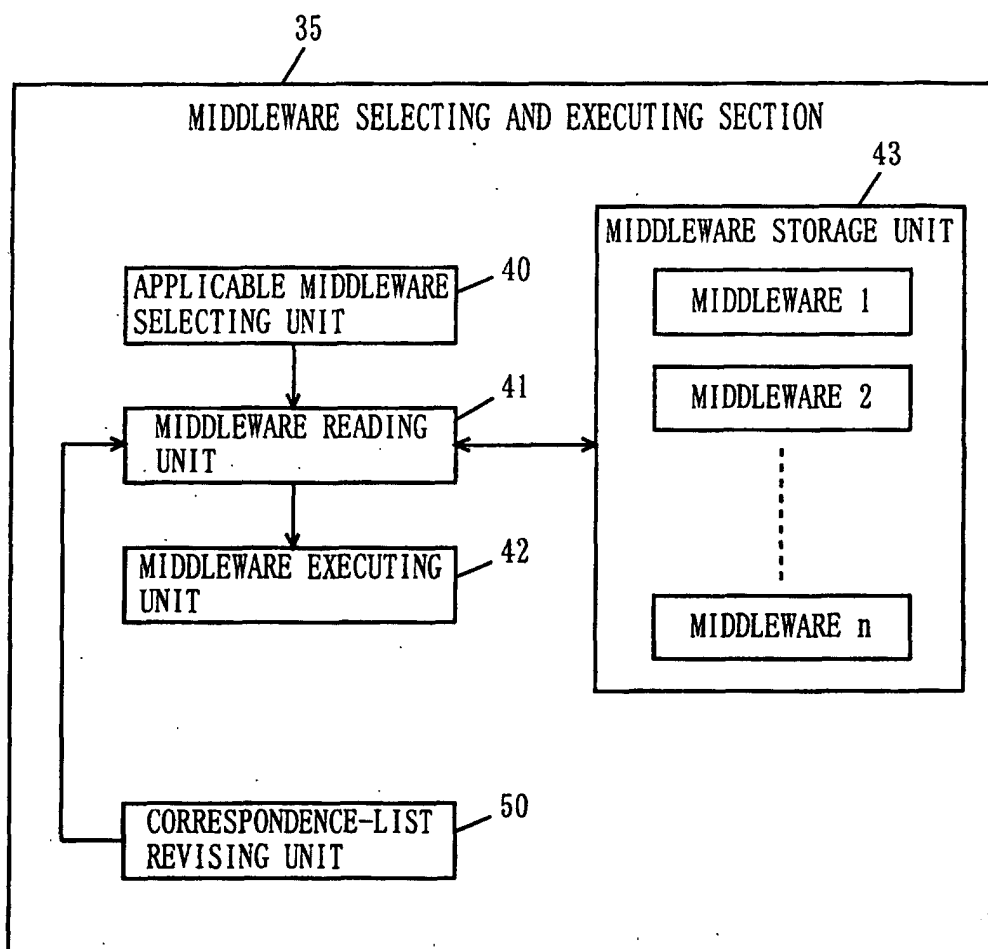 35
MIDDLEWARE SELECTING AND EXECUTING SECTION
43
MIDDLEWARE STORAGE UNIT
40
APPLICABLE MIDDLEWARE
SELECTING UNIT
MIDDLEWARE 1
MIDDLEWARE 2
41
MIDDLEWARE READING
UNIT
42
MIDDLEWARE EXECUTING
UNIT
MIDDLEWARE n
50
CORRESPONDENCE-LIST
REVISING UNIT